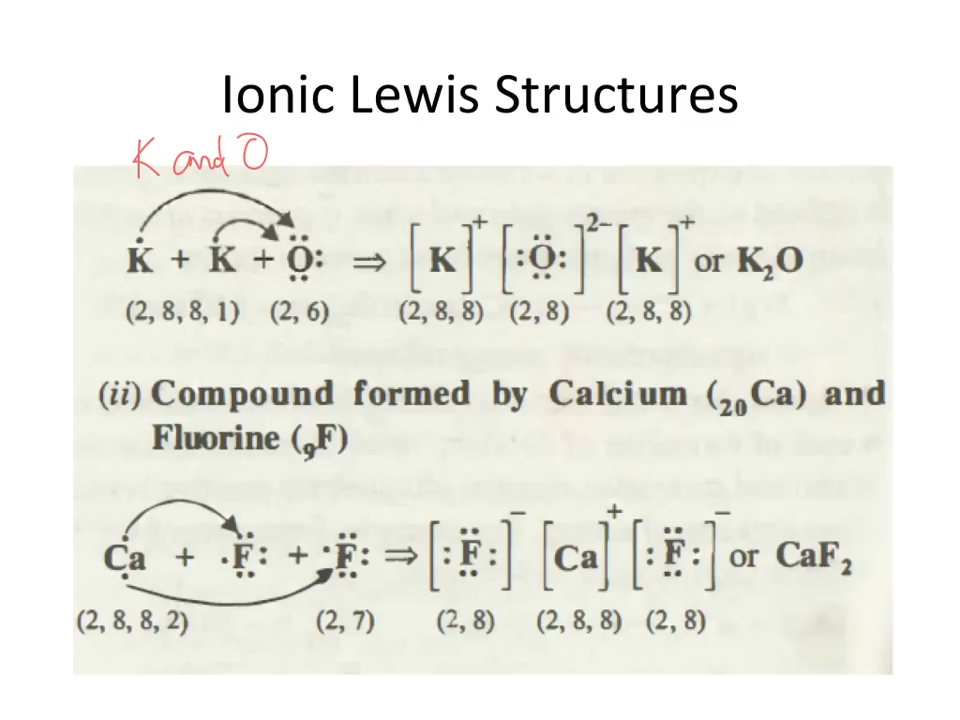 Ionic Lewis Structures
K and O
K + K + :O: ⇒ [K]+ [:O:]2− [K]+ or K2O
(2, 8, 8, 1) (2, 6) (2,8,8) (2, 8) (2, 8, 8)
(ii) Compound formed by Calcium (20Ca) and
Fluorine (9F)
Ca + ·F: + ·F: ⇒ [:F:]− [Ca]+ [:F:]− or CaF2
(2, 8, 8, 2) (2, 7) (2, 8) (2, 8, 8) (2, 8)